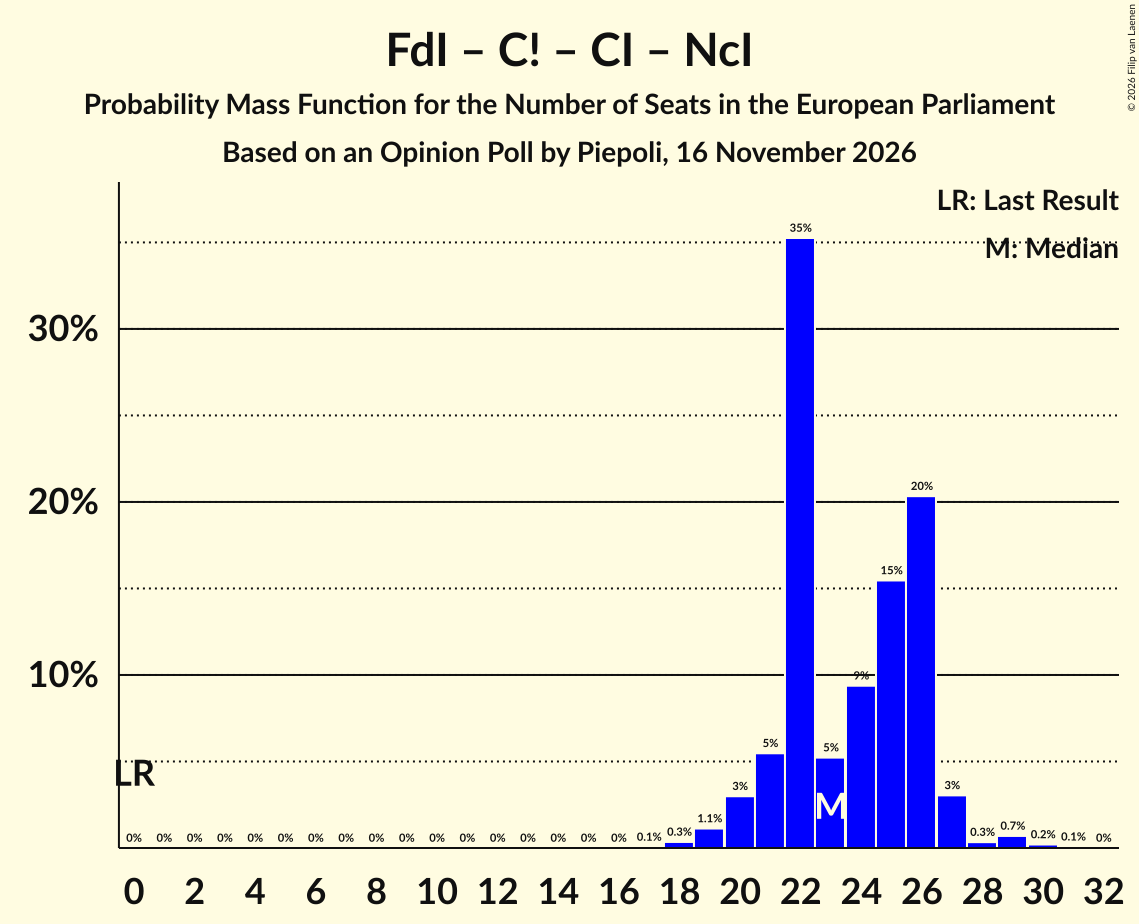 FdI – C! – CI – NcI
Probability Mass Function for the Number of Seats in the European Parliament
Based on an Opinion Poll by Piepoli, 16 November 2026
© 2026 Filip van Laenen
LR: Last Result
M: Median
30%
20%
10%
LR
M
0% 0% 0% 0% 0% 0% 0% 0% 0% 0% 0% 0% 0% 0% 0% 0% 0% 0.1% 0.3% 1.1% 3% 5% 35% 5% 9% 15% 20% 3% 0.3% 0.7% 0.2% 0.1% 0%
0 2 4 6 8 10 12 14 16 18 20 22 24 26 28 30 32